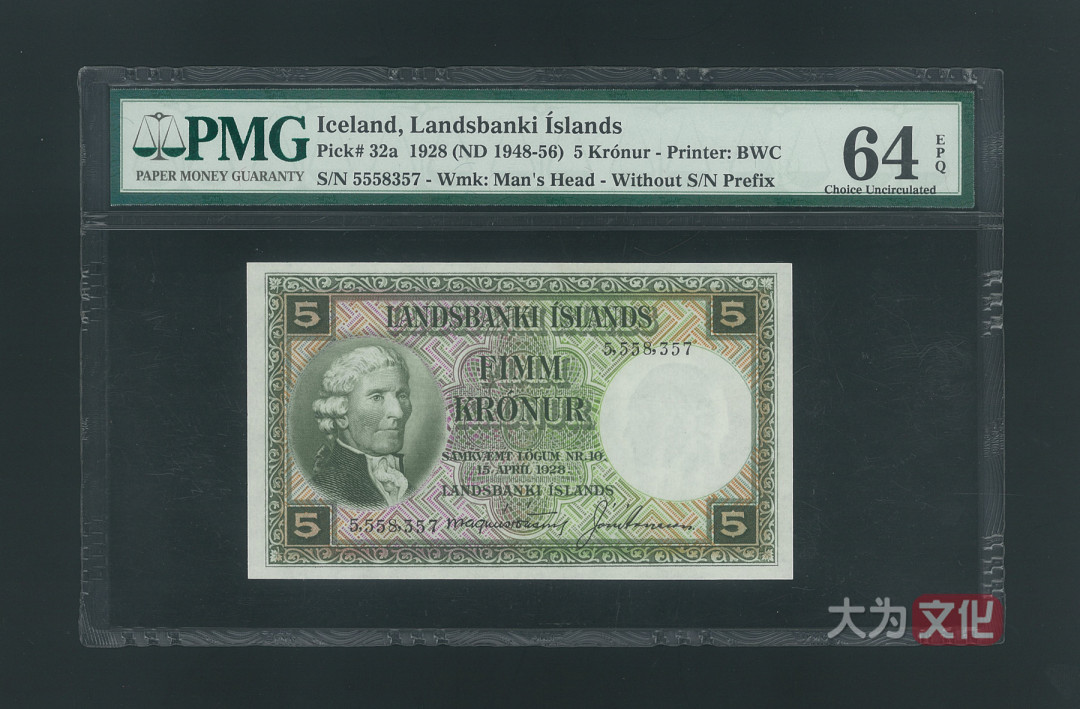 PMG
PAPER MONEY GUARANTY
Iceland, Landsbanki Íslands
Pick# 32a 1928 (ND 1948-56) 5 Krónur - Printer: BWC
S/N 5558357 - Wmk: Man's Head - Without S/N Prefix
64 EPQ
Choice Uncirculated
5 LANDSBANKI ÍSLANDS 5
5,558,357
FIMM
KRÓNUR
SAMKVÆMT LÖGUM NR. 10.
15. APRÍL 1928.
LANDSBANKI ÍSLANDS
5 5,558,357 5
大为文化